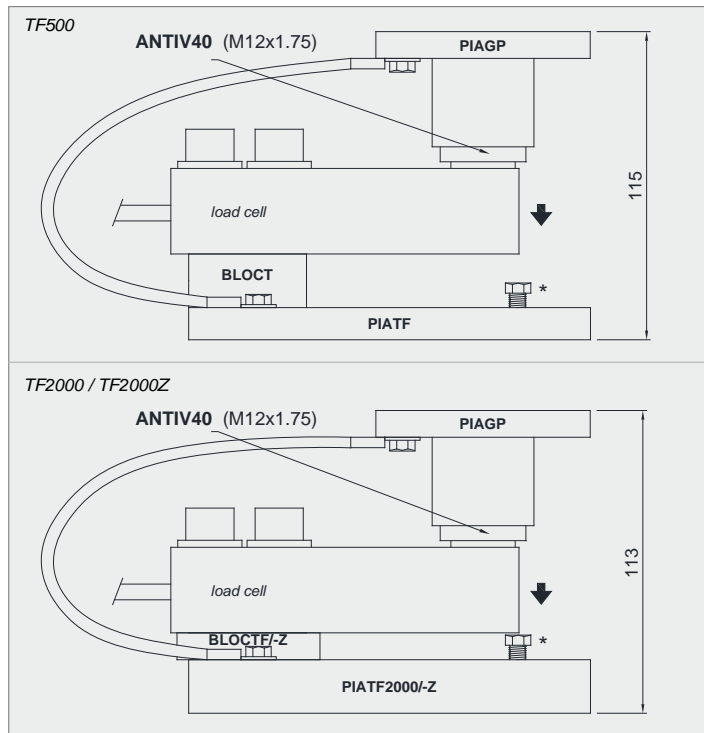 TF500
ANTIV40 (M12x1.75)
PIAGP
115
load cell
BLOCT
*
PIATF
TF2000 / TF2000Z
ANTIV40 (M12x1.75)
PIAGP
113
load cell
BLOCTF/-Z
*
PIATF2000/-Z